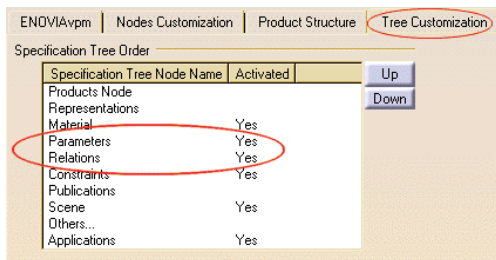 ENOVIAvpm Nodes Customization Product Structure Tree Customization
Specification Tree Order
Specification Tree Node Name Activated Up
Products Node Down
Representations
Material Yes
Parameters Yes
Relations Yes
Constraints Yes
Publications
Scene Yes
Others...
Applications Yes